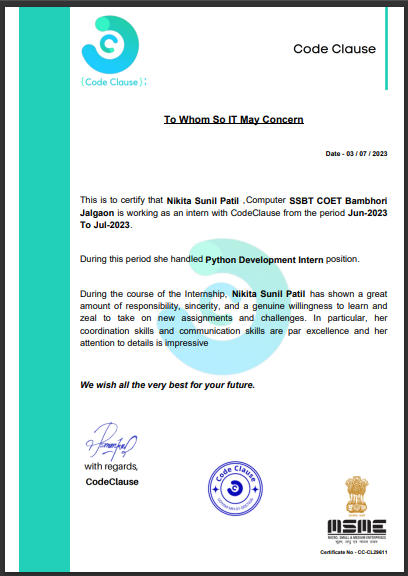 Code Clause
{Code Clause};
To Whom So IT May Concern
Date - 03 / 07 / 2023
This is to certify that Nikita Sunil Patil ,Computer SSBT COET Bambhori
Jalgaon is working as an intern with CodeClause from the period Jun-2023
To Jul-2023.
During this period she handled Python Development Intern position.
During the course of the Internship, Nikita Sunil Patil has shown a great
amount of responsibility, sincerity, and a genuine willingness to learn and
zeal to take on new assignments and challenges. In particular, her
coordination skills and communication skills are par excellence and her
attention to details is impressive
We wish all the very best for your future.
with regards,
CodeClause
Code Clause
MSME
MICRO, SMALL & MEDIUM ENTERPRISES
सूक्ष्म, लघु एवं मध्यम उद्यम
Certificate No - CC-CL29611